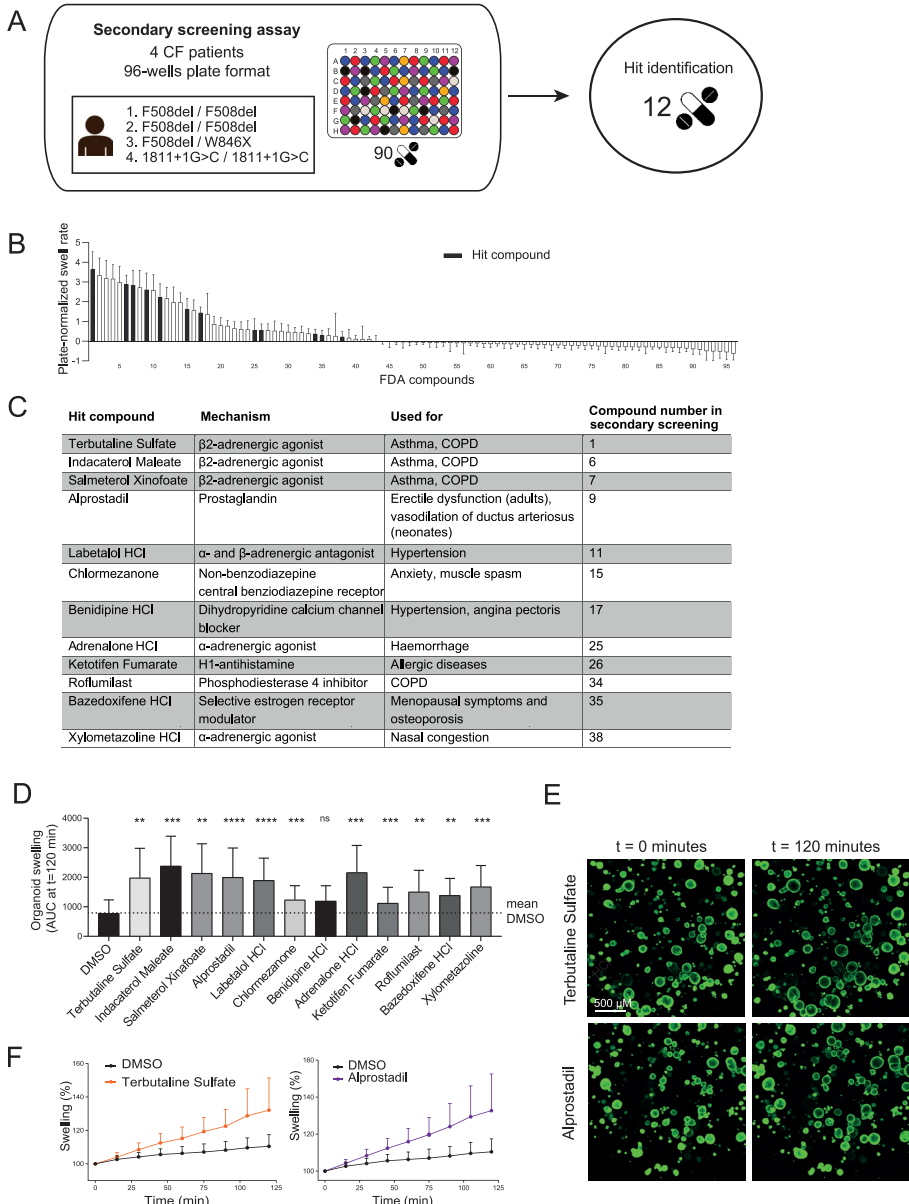 A
Secondary screening assay
4 CF patients
96-wells plate format
1. F508del / F508del
2. F508del / F508del
3. F508del / W846X
4. 1811+1G>C / 1811+1G>C
1 2 3 4 5 6 7 8 9 10 11 12
A
B
C
D
E
F
G
H
90
Hit identification
12
B
Plate-normalized swell rate
5
4
3
2
1
0
-1
Hit compound
5 10 15 20 25 30 35 40 45 50 55 60 65 70 75 80 85 90 95
FDA compounds
C
Hit compound Mechanism Used for Compound number in
secondary screening
Terbutaline Sulfate β2-adrenergic agonist Asthma, COPD 1
Indacaterol Maleate β2-adrenergic agonist Asthma, COPD 6
Salmeterol Xinofoate β2-adrenergic agonist Asthma, COPD 7
Alprostadil Prostaglandin Erectile dysfunction (adults), 9
vasodilation of ductus arteriosus
(neonates)
Labetalol HCl α- and β-adrenergic antagonist Hypertension 11
Chlormezanone Non-benzodiazepine Anxiety, muscle spasm 15
central benziodiazepine receptor
Benidipine HCl Dihydropyridine calcium channel Hypertension, angina pectoris 17
blocker
Adrenalone HCl α-adrenergic agonist Haemorrhage 25
Ketotifen Fumarate H1-antihistamine Allergic diseases 26
Roflumilast Phosphodiesterase 4 inhibitor COPD 34
Bazedoxifene HCl Selective estrogen receptor Menopausal symptoms and 35
modulator osteoporosis
Xylometazoline HCl α-adrenergic agonist Nasal congestion 38
D
Organoid swelling
(AUC at t=120 min)
4000
3000
2000
1000
0
** *** ** **** **** *** ns *** *** ** ** ***
mean
DMSO
DMSO
Terbutaline Sulfate
Indacaterol Maleate
Salmeterol Xinafoate
Alprostadil
Labetalol HCl
Chlormezanone
Benidipine HCl
Adrenalone HCl
Ketotifen Fumarate
Roflumilast
Bazedoxifene HCl
Xylometazoline
E
t = 0 minutes t = 120 minutes
Terbutaline Sulfate
500 µM
Alprostadil
F
Swelling (%)
160
140
120
100
DMSO
Terbutaline Sulfate
0 25 50 75 100 125
Time (min)
Swelling (%)
160
140
120
100
DMSO
Alprostadil
0 25 50 75 100 125
Time (min)